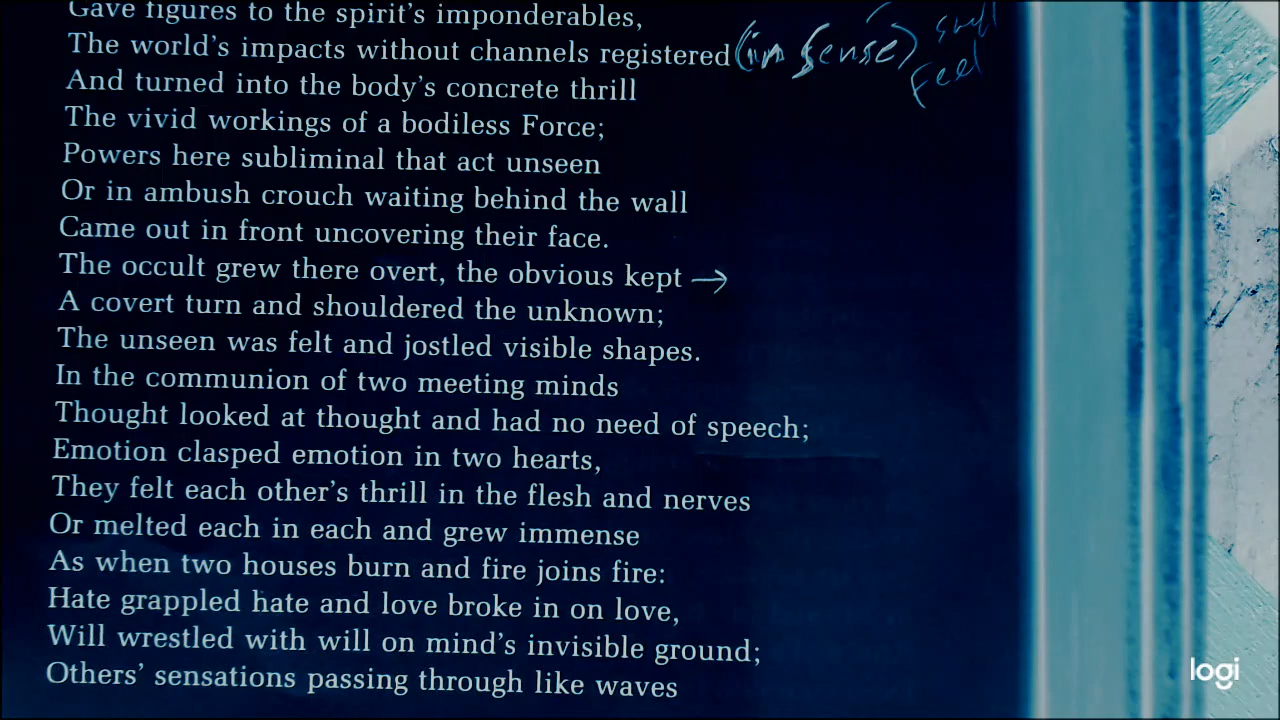 Gave figures to the spirit's imponderables,
The world's impacts without channels registered (in sense) smell
Feel
And turned into the body's concrete thrill
The vivid workings of a bodiless Force;
Powers here subliminal that act unseen
Or in ambush crouch waiting behind the wall
Came out in front uncovering their face.
The occult grew there overt, the obvious kept →
A covert turn and shouldered the unknown;
The unseen was felt and jostled visible shapes.
In the communion of two meeting minds
Thought looked at thought and had no need of speech;
Emotion clasped emotion in two hearts,
They felt each other's thrill in the flesh and nerves
Or melted each in each and grew immense
As when two houses burn and fire joins fire:
Hate grappled hate and love broke in on love,
Will wrestled with will on mind's invisible ground;
Others' sensations passing through like waves
logi